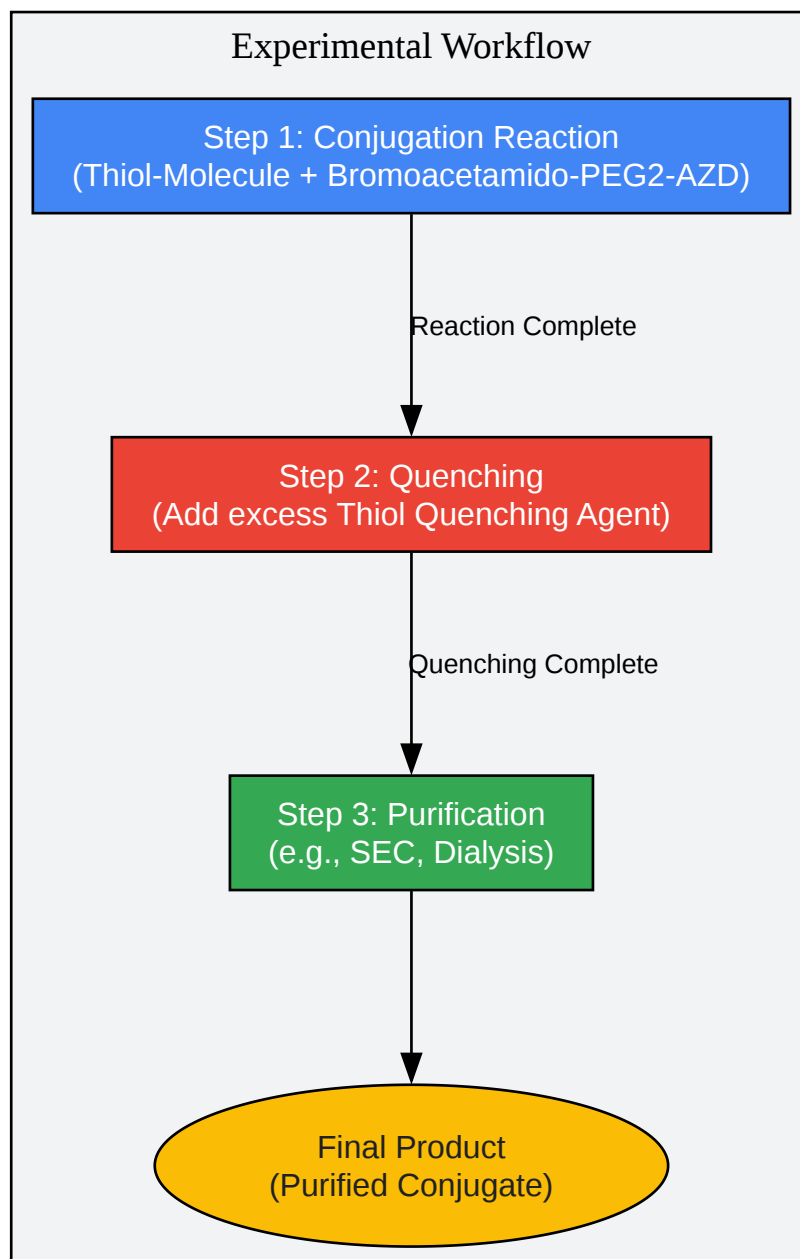 Experimental Workflow
Step 1: Conjugation Reaction
(Thiol-Molecule + Bromoacetamido-PEG2-AZD)
Reaction Complete
Step 2: Quenching
(Add excess Thiol Quenching Agent)
Quenching Complete
Step 3: Purification
(e.g., SEC, Dialysis)
Final Product
(Purified Conjugate)